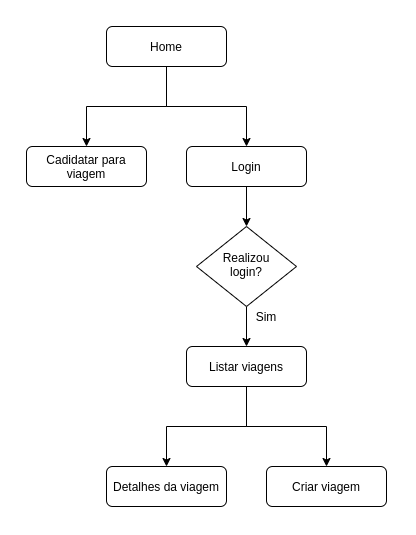 Home
Cadidatar para
viagem
Login
Realizou
login?
Sim
Listar viagens
Detalhes da viagem
Criar viagem